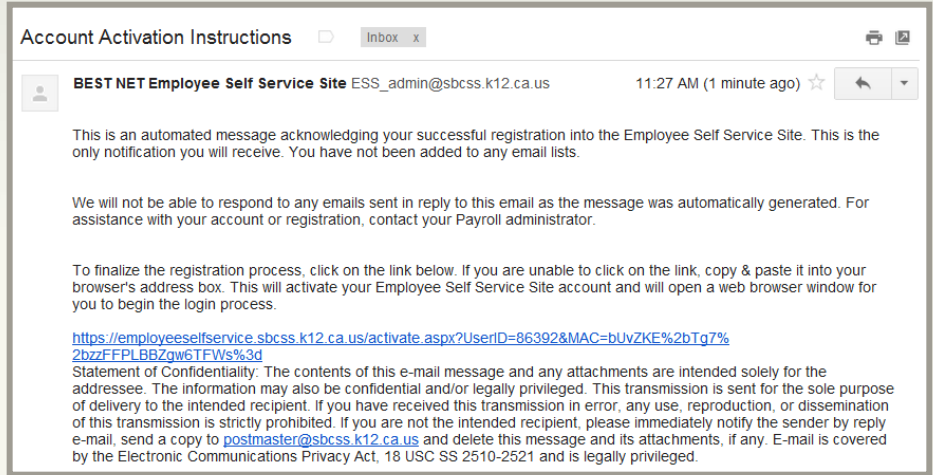 Account Activation Instructions Inbox x
BEST NET Employee Self Service Site ESS_admin@sbcss.k12.ca.us 11:27 AM (1 minute ago)
This is an automated message acknowledging your successful registration into the Employee Self Service Site. This is the
only notification you will receive. You have not been added to any email lists.
We will not be able to respond to any emails sent in reply to this email as the message was automatically generated. For
assistance with your account or registration, contact your Payroll administrator.
To finalize the registration process, click on the link below. If you are unable to click on the link, copy & paste it into your
browser's address box. This will activate your Employee Self Service Site account and will open a web browser window for
you to begin the login process.
https://employeeselfservice.sbcss.k12.ca.us/activate.aspx?UserID=86392&MAC=bUvZKE%2bTg7%
2bzzFFPLBBZgw6TFWs%3d
Statement of Confidentiality: The contents of this e-mail message and any attachments are intended solely for the
addressee. The information may also be confidential and/or legally privileged. This transmission is sent for the sole purpose
of delivery to the intended recipient. If you have received this transmission in error, any use, reproduction, or dissemination
of this transmission is strictly prohibited. If you are not the intended recipient, please immediately notify the sender by reply
e-mail, send a copy to postmaster@sbcss.k12.ca.us and delete this message and its attachments, if any. E-mail is covered
by the Electronic Communications Privacy Act, 18 USC SS 2510-2521 and is legally privileged.